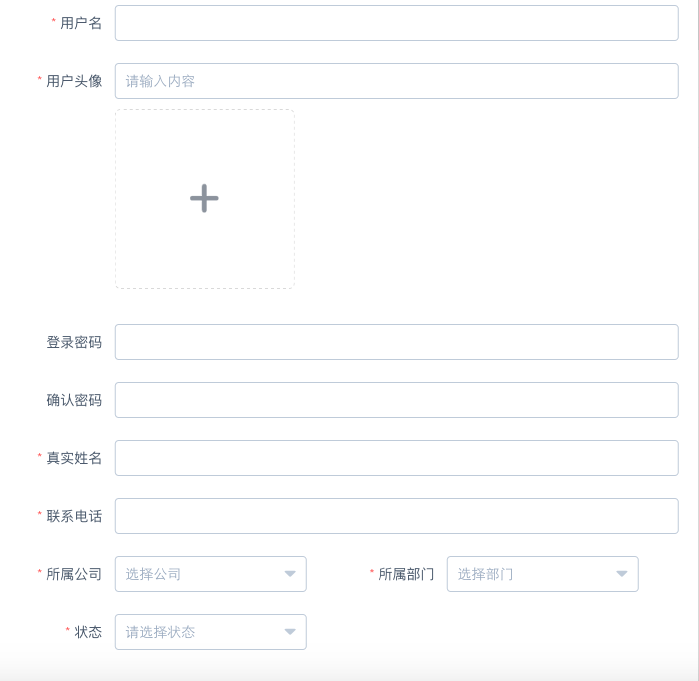 * 用户名
* 用户头像 请输入内容
登录密码
确认密码
* 真实姓名
* 联系电话
* 所属公司 选择公司 * 所属部门 选择部门
* 状态 请选择状态